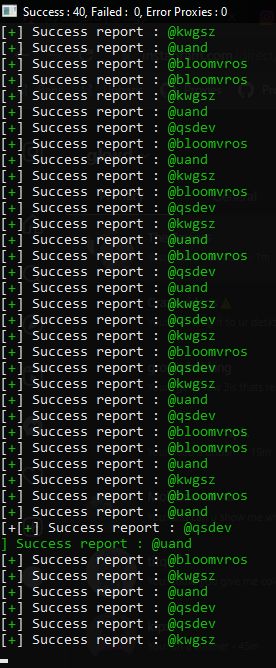 Success : 40, Failed : 0, Error Proxies : 0
[+] Success report : @kwgsz
[+] Success report : @uand
[+] Success report : @bloomvros
[+] Success report : @bloomvros
[+] Success report : @kwgsz
[+] Success report : @uand
[+] Success report : @qsdev
[+] Success report : @bloomvros
[+] Success report : @uand
[+] Success report : @kwgsz
[+] Success report : @bloomvros
[+] Success report : @qsdev
[+] Success report : @kwgsz
[+] Success report : @uand
[+] Success report : @bloomvros
[+] Success report : @qsdev
[+] Success report : @uand
[+] Success report : @kwgsz
[+] Success report : @qsdev
[+] Success report : @kwgsz
[+] Success report : @bloomvros
[+] Success report : @qsdev
[+] Success report : @kwgsz
[+] Success report : @uand
[+] Success report : @qsdev
[+] Success report : @bloomvros
[+] Success report : @bloomvros
[+] Success report : @uand
[+] Success report : @kwgsz
[+] Success report : @bloomvros
[+] Success report : @uand
[+[+] Success report : @qsdev
] Success report : @uand
[+] Success report : @bloomvros
[+] Success report : @kwgsz
[+] Success report : @uand
[+] Success report : @qsdev
[+] Success report : @qsdev
[+] Success report : @kwgsz